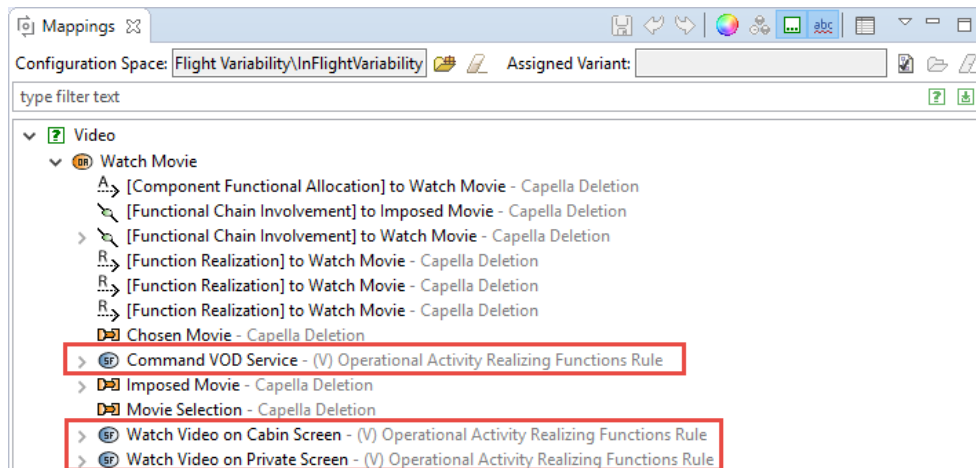 Mappings
abc
Configuration Space: Flight Variability\InFlightVariability Assigned Variant:
type filter text
? Video
OA Watch Movie
A [Component Functional Allocation] to Watch Movie - Capella Deletion
[Functional Chain Involvement] to Imposed Movie - Capella Deletion
[Functional Chain Involvement] to Watch Movie - Capella Deletion
R [Function Realization] to Watch Movie - Capella Deletion
R [Function Realization] to Watch Movie - Capella Deletion
R [Function Realization] to Watch Movie - Capella Deletion
Chosen Movie - Capella Deletion
SF Command VOD Service - (V) Operational Activity Realizing Functions Rule
Imposed Movie - Capella Deletion
Movie Selection - Capella Deletion
SF Watch Video on Cabin Screen - (V) Operational Activity Realizing Functions Rule
SF Watch Video on Private Screen - (V) Operational Activity Realizing Functions Rule